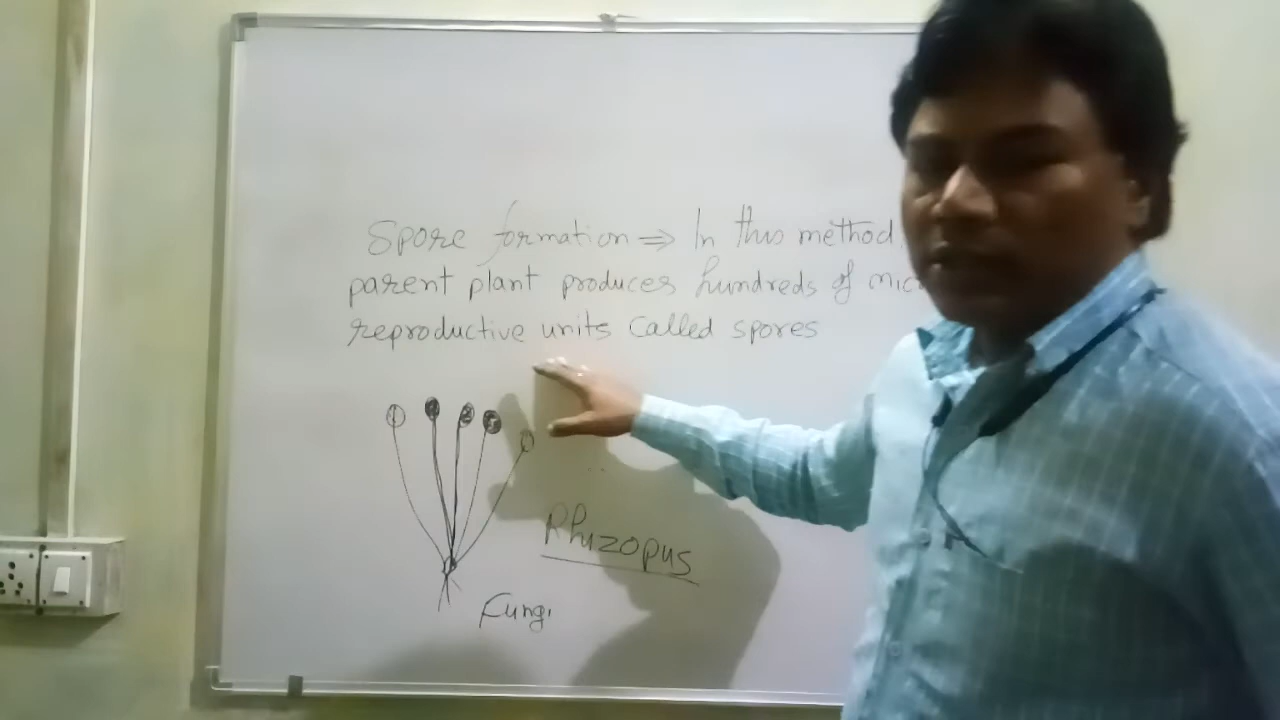 Spore formation ⇒ In this method
parent plant produces hundreds of
reproductive units called spores
Rhizopus
Fungi